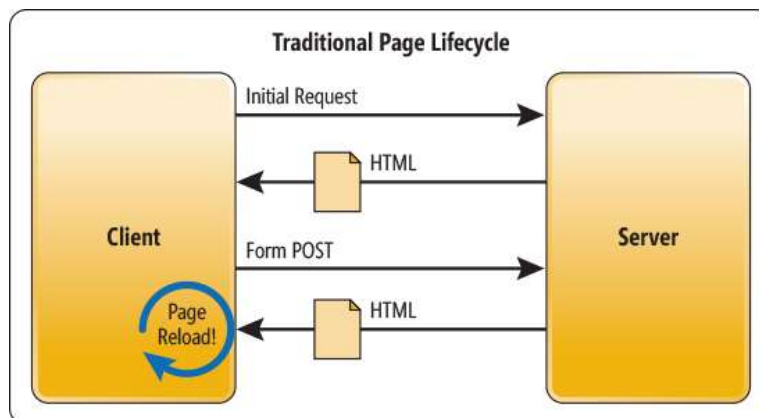 Traditional Page Lifecycle
Initial Request
HTML
Client
Server
Form POST
HTML
Page
Reload!